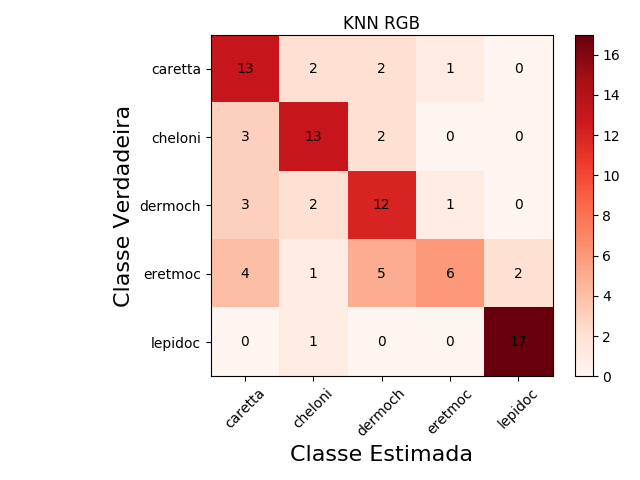 KNN RGB
Classe Verdadeira
caretta 13 2 2 1 0
cheloni 3 13 2 0 0
dermoch 3 2 12 1 0
eretmoc 4 1 5 6 2
lepidoc 0 1 0 0 17
caretta cheloni dermoch eretmoc lepidoc
Classe Estimada
16
14
12
10
8
6
4
2
0